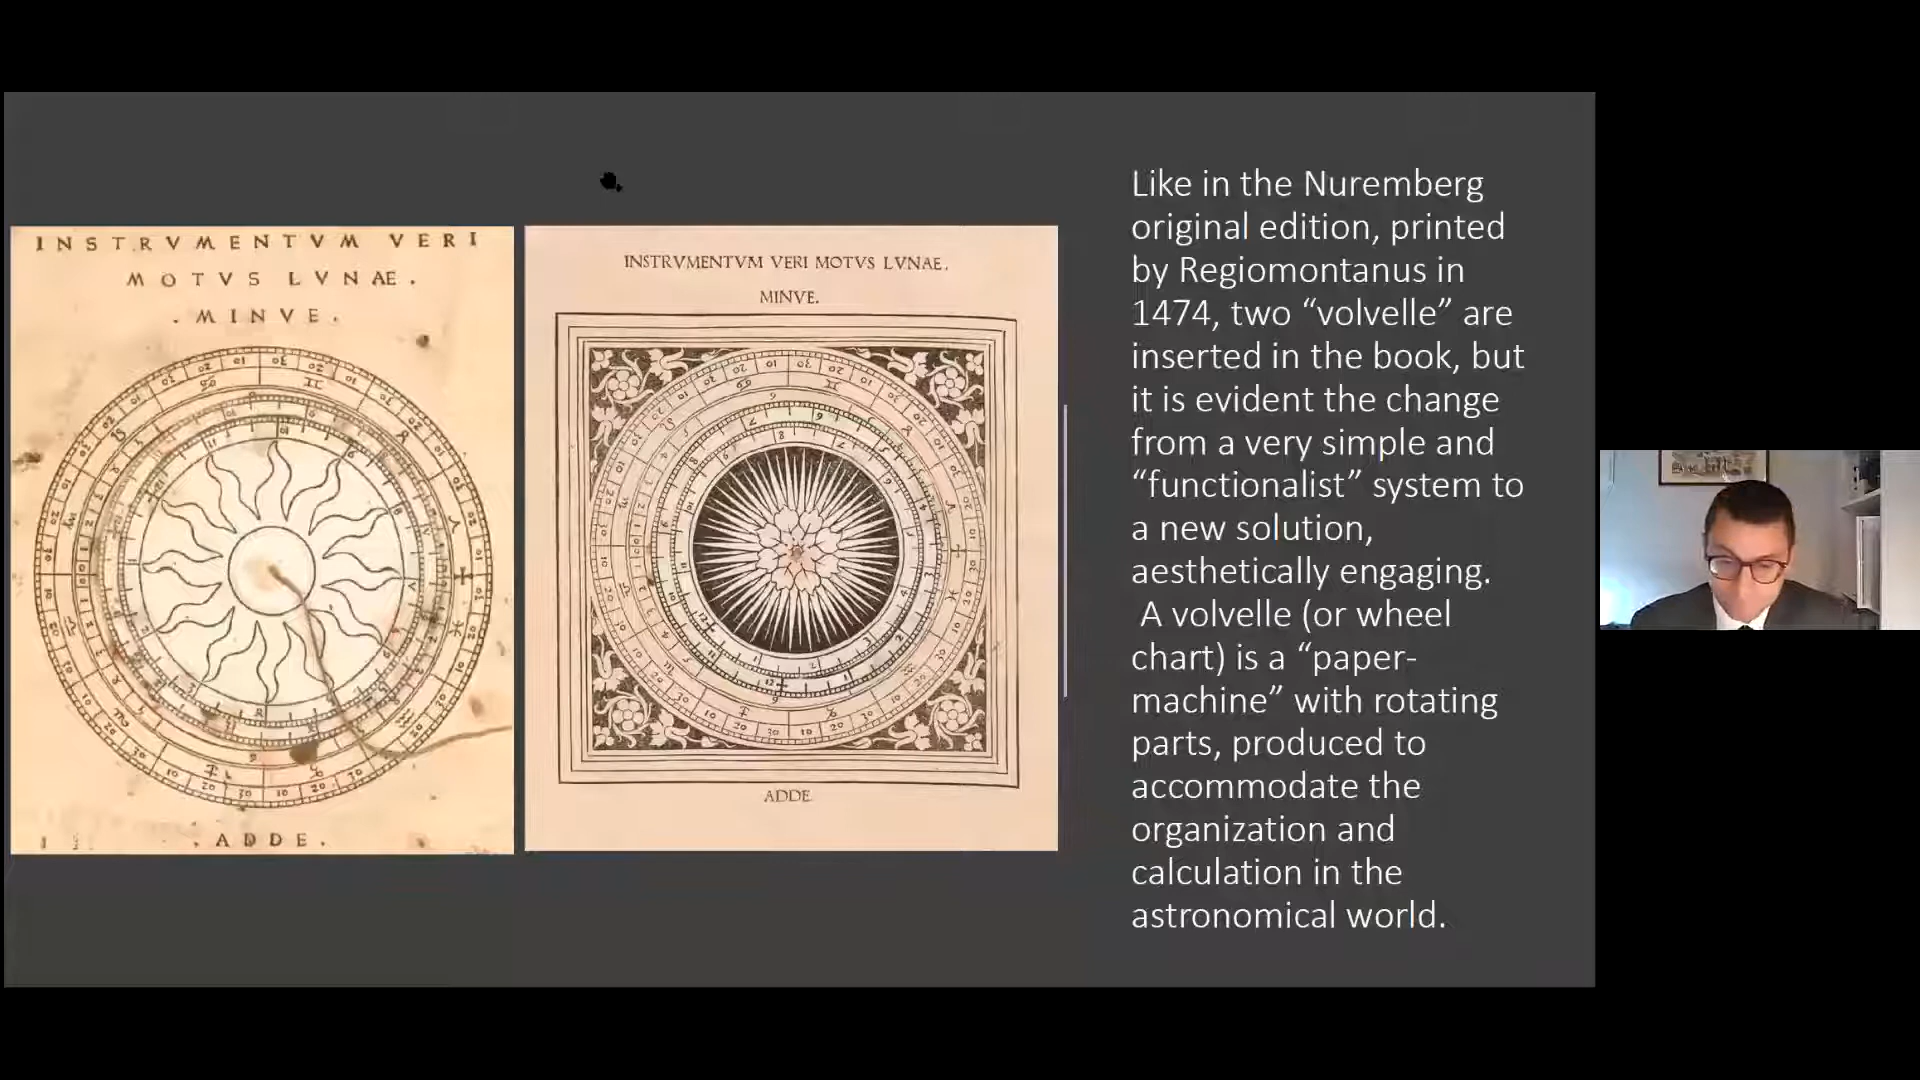 INSTRVMENTVM VERI
MOTVS LVNAE.
.MINVE.
.ADDE.
INSTRVMENTVM VERI MOTVS LVNAE.
MINVE.
ADDE
Like in the Nuremberg
original edition, printed
by Regiomontanus in
1474, two “volvelle” are
inserted in the book, but
it is evident the change
from a very simple and
“functionalist” system to
a new solution,
aesthetically engaging.
A volvelle (or wheel
chart) is a “paper-
machine” with rotating
parts, produced to
accommodate the
organization and
calculation in the
astronomical world.